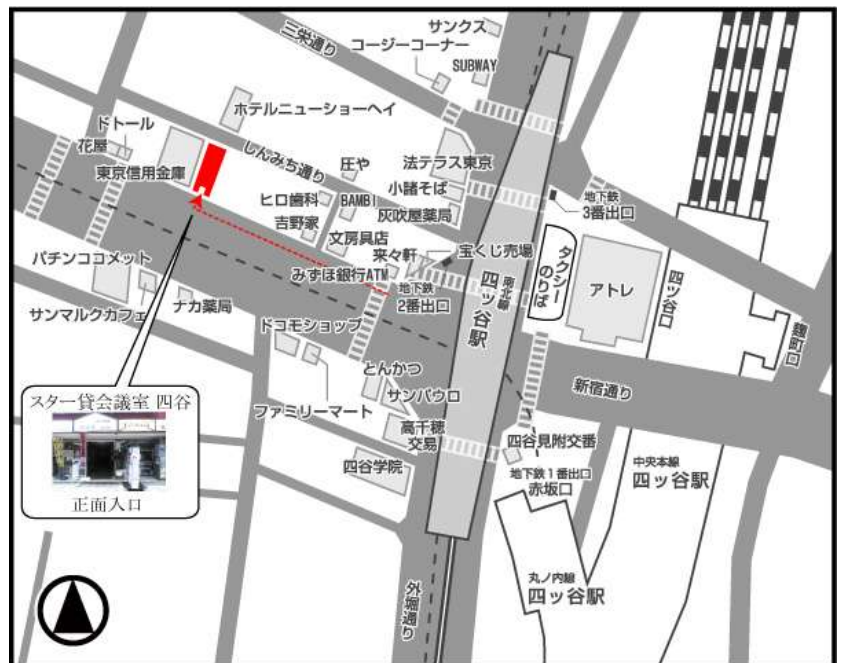 サンクス
三栄通り
コージーコーナー
SUBWAY
ホテルニューショーヘイ
ドトール
花屋
しんみち通り
庄や
法テラス東京
東京信用金庫
小諸そば
地下鉄
3番出口
ヒロ歯科
BAMBI
灰吹屋薬局
吉野家
文房具店
来々軒
宝くじ売場
タクシー
のりば
アトレ
四ツ谷口
麹町口
パチンココメット
みずほ銀行ATM
地下鉄
2番出口
南北線
四ツ谷駅
サンマルクカフェ
ナカ薬局
ドコモショップ
とんかつ
新宿通り
サンパウロ
ファミリーマート
スター貸会議室 四谷
正面入口
高千穂
交易
四谷見附交番
四谷学院
地下鉄1番出口
赤坂口
中央本線
四ッ谷駅
丸ノ内線
四ッ谷駅
外堀通り